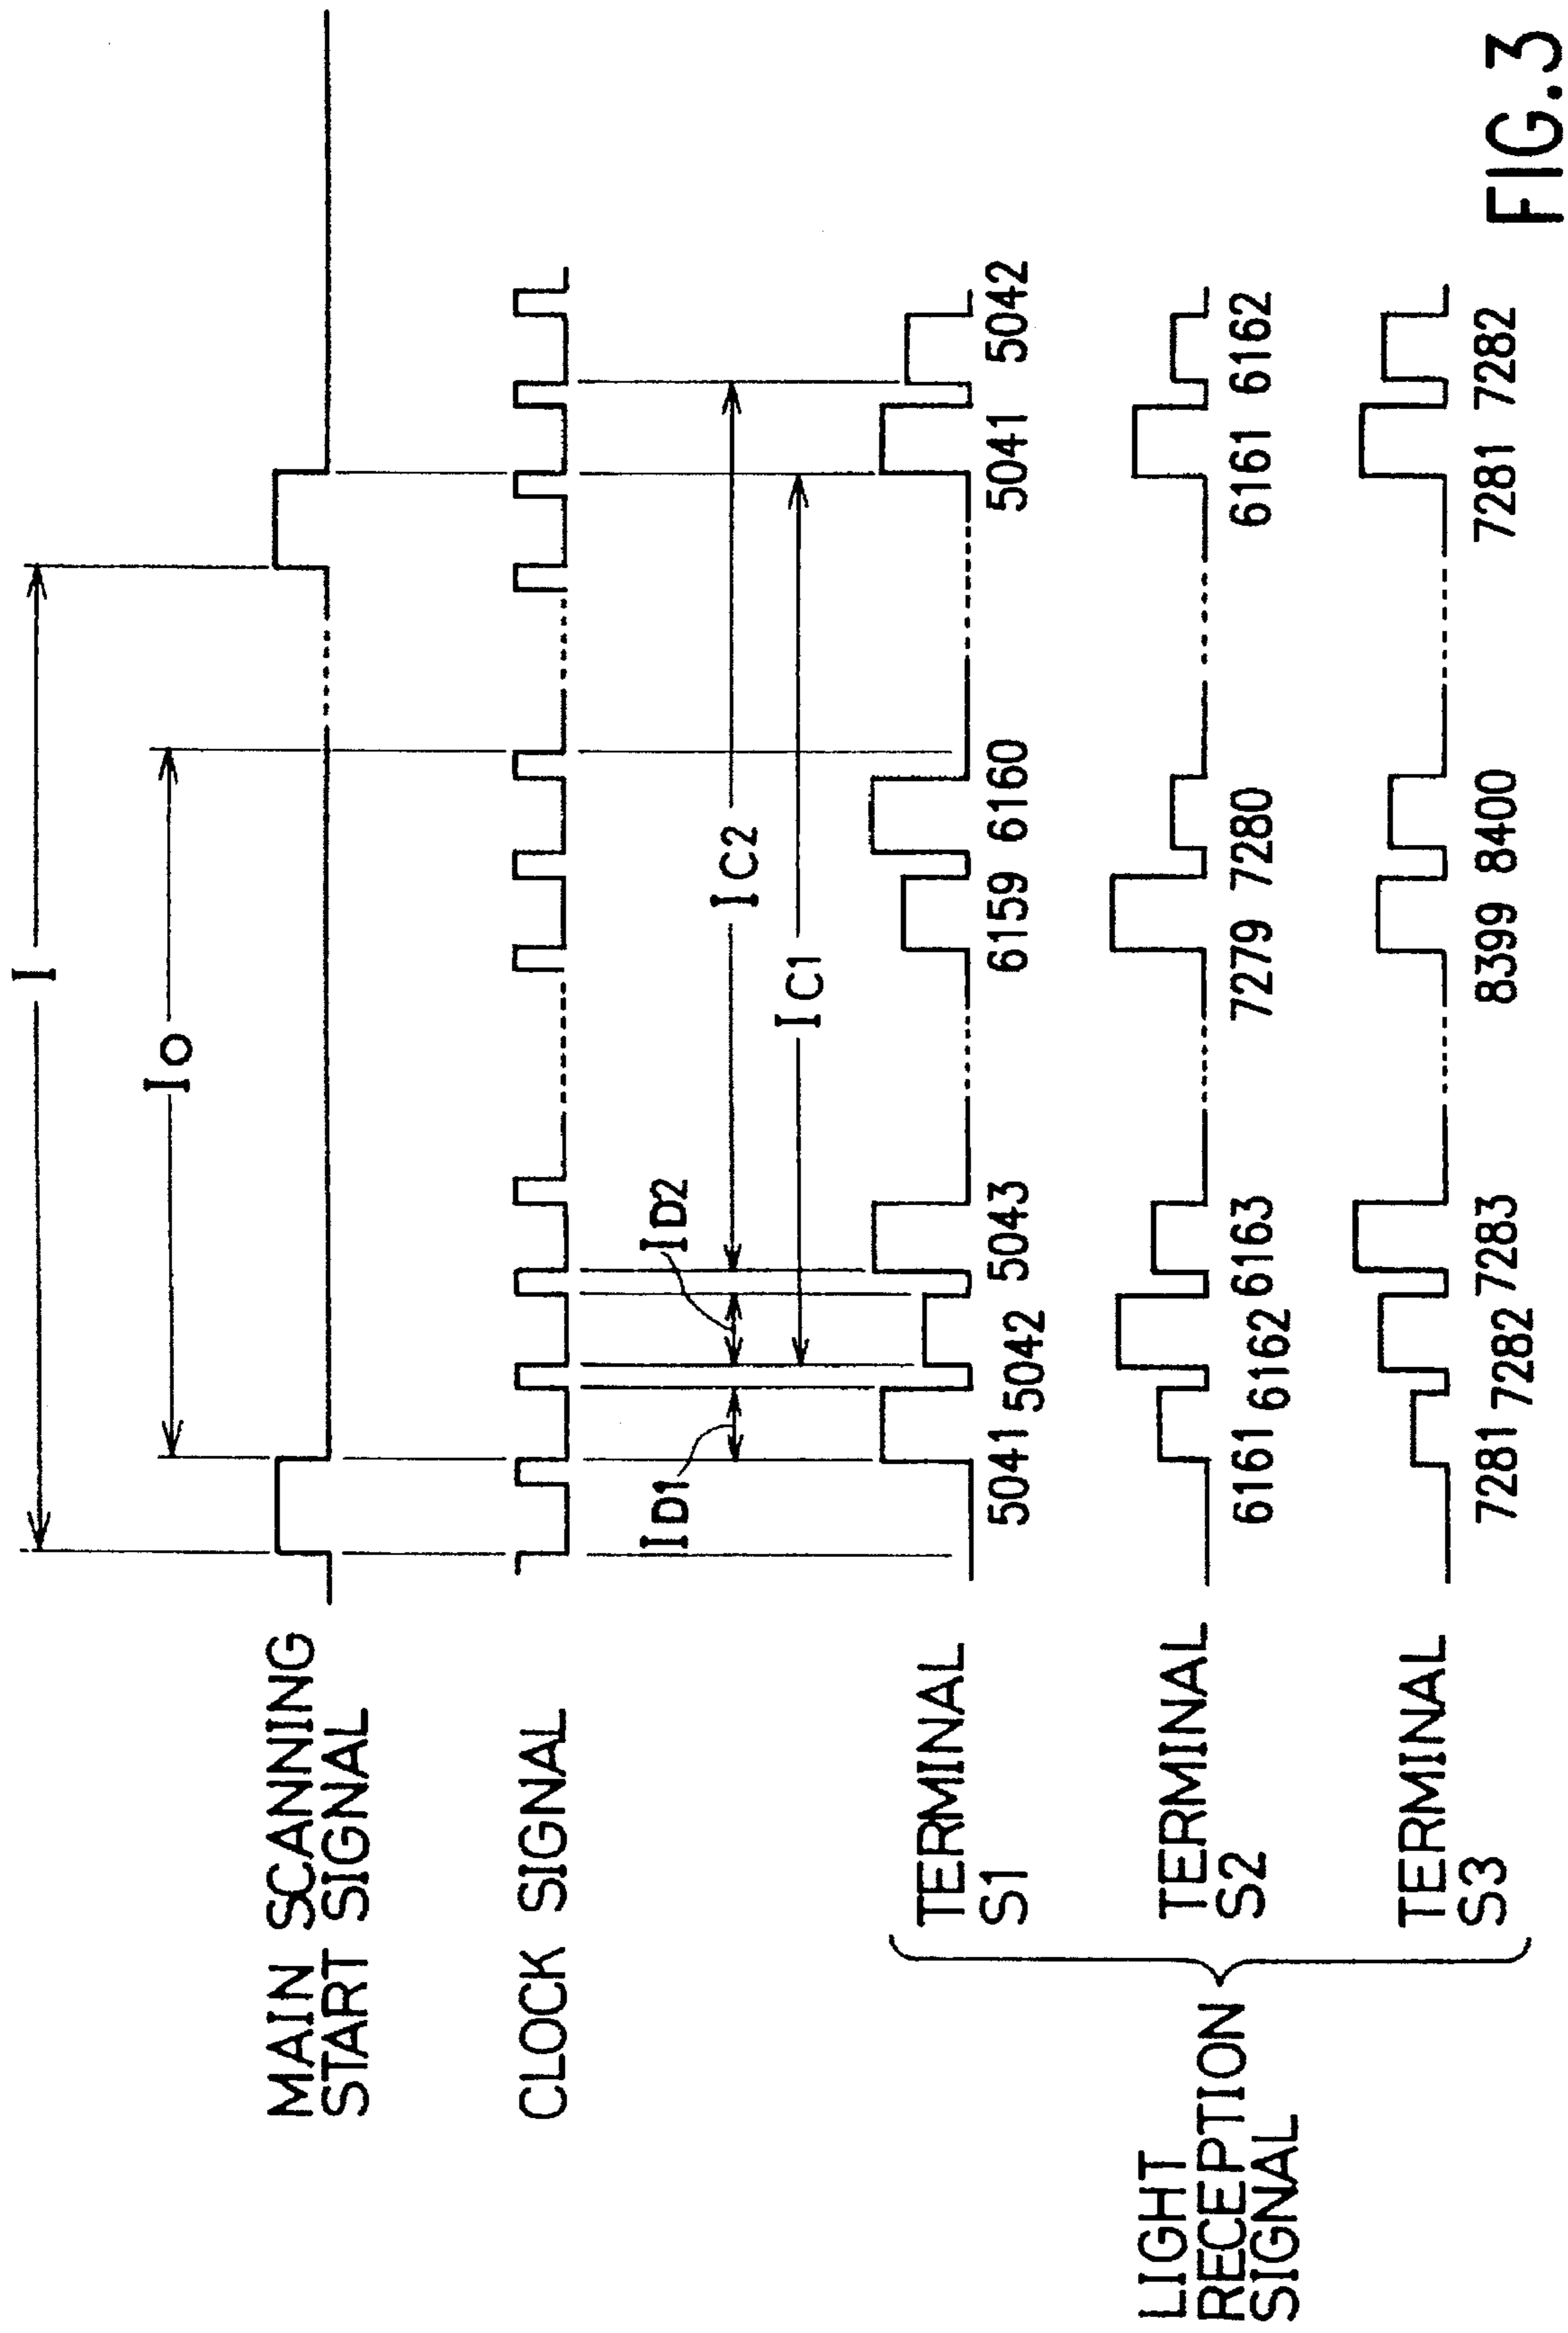 I
IO
MAIN SCANNING
START SIGNAL
CLOCK SIGNAL
ID1
ID2
IC2
IC1
LIGHT
RECEPTION
SIGNAL
TERMINAL
S1
5041 5042 5043 6159 6160 5041 5042
TERMINAL
S2
6161 6162 6163 7279 7280 6161 6162
TERMINAL
S3
7281 7282 7283 8399 8400 7281 7282
FIG.3